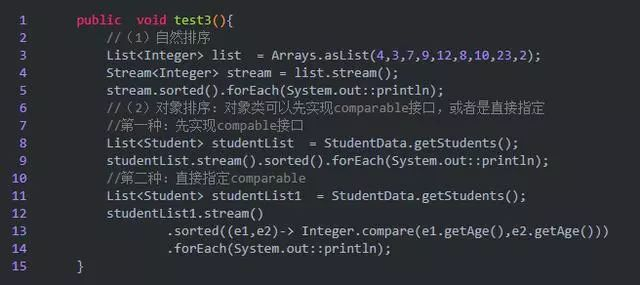 1 public  void test3(){
2 //（1）自然排序
3 List<Integer> list  = Arrays.asList(4,3,7,9,12,8,10,23,2);
4 Stream<Integer> stream = list.stream();
5 stream.sorted().forEach(System.out::println);
6 //（2）对象排序：对象类可以先实现comparable接口，或者是直接指定
7 //第一种：先实现compable接口
8 List<Student> studentList  = StudentData.getStudents();
9 studentList.stream().sorted().forEach(System.out::println);
10 //第二种：直接指定comparable
11 List<Student> studentList1  = StudentData.getStudents();
12 studentList1.stream()
13 .sorted((e1,e2)-> Integer.compare(e1.getAge(),e2.getAge()))
14 .forEach(System.out::println);
15 }